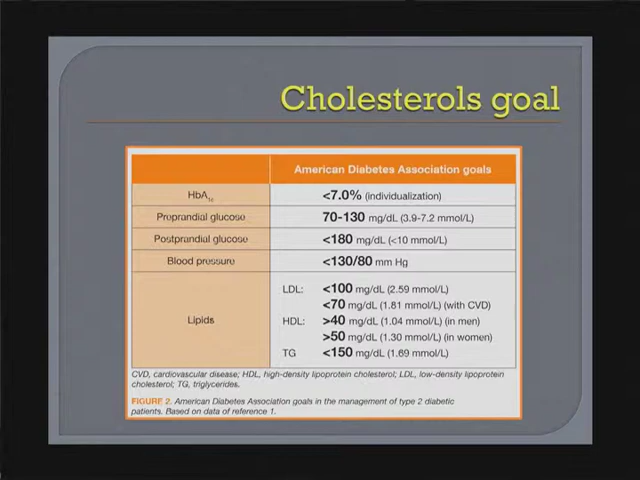 Cholesterols goal
American Diabetes Association goals
HbA1c <7.0% (individualization)
Proprandial glucose 70-130 mg/dL (3.9-7.2 mmol/L)
Postprandial glucose <180 mg/dL (<10 mmol/L)
Blood pressure <130/80 mm Hg
Lipids
LDL: <100 mg/dL (2.59 mmol/L)
<70 mg/dL (1.81 mmol/L) (with CVD)
HDL: >40 mg/dL (1.04 mmol/L) (in men)
>50 mg/dL (1.30 mmol/L) (in women)
TG <150 mg/dL (1.69 mmol/L)
CVD, cardiovascular disease; HDL, high-density lipoprotein cholesterol; LDL, low-density lipoprotein
cholesterol; TG, triglycerides.
FIGURE 2. American Diabetes Association goals in the management of type 2 diabetic
patients. Based on data of reference 1.